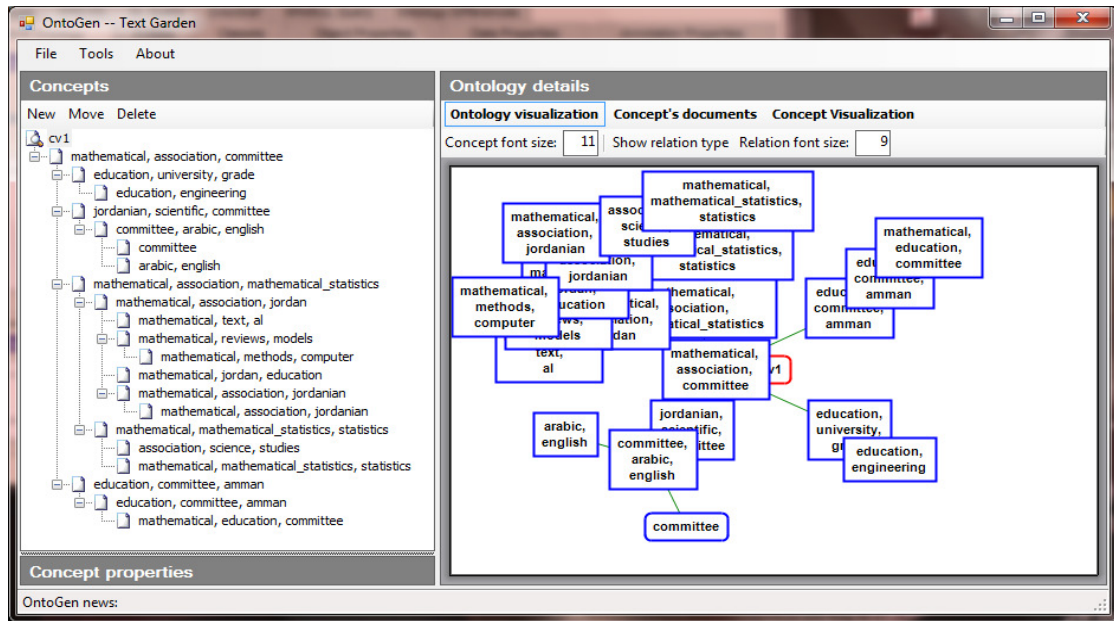 OntoGen -- Text Garden
File Tools About
Concepts
New Move Delete
cv1
mathematical, association, committee
education, university, grade
education, engineering
jordanian, scientific, committee
committee, arabic, english
committee
arabic, english
mathematical, association, mathematical_statistics
mathematical, association, jordan
mathematical, text, al
mathematical, reviews, models
mathematical, methods, computer
mathematical, jordan, education
mathematical, association, jordanian
mathematical, association, jordanian
mathematical, mathematical_statistics, statistics
association, science, studies
mathematical, mathematical_statistics, statistics
education, committee, amman
education, committee, amman
mathematical, education, committee
Concept properties
OntoGen news:
Ontology details
Ontology visualization Concept's documents Concept Visualization
Concept font size: 11 Show relation type Relation font size: 9
mathematical,
mathematical_statistics,
statistics
mathematical,
association,
jordanian
studies
statistics
mathematical,
education,
committee
jordanian
amman
amman
mathematical,
methods,
computer
text,
al
mathematical,
association,
committee
jordanian,
arabic,
english
committee,
arabic,
english
education,
university,
education,
engineering
committee